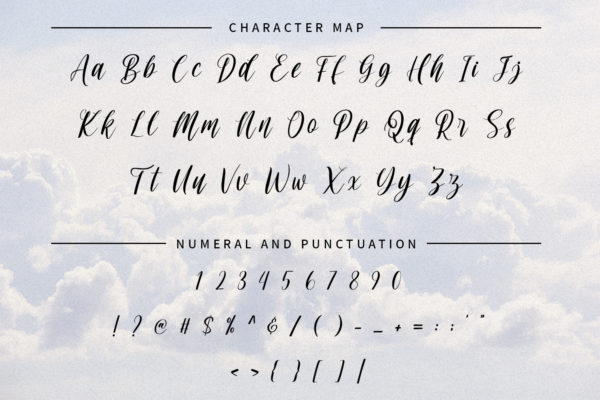 CHARACTER MAP
Aa Bb Cc Dd Ee Ff Gg Hh Ii Jj
Kk Ll Mm Nn Oo Pp Qq Rr Ss
Tt Uu Vv Ww Xx Yy Zz
NUMERAL AND PUNCTUATION
1 2 3 4 5 6 7 8 9 0
! ? @ # $ % ^ & / ( ) - _ + = : : ' "
< > { } [ ] |